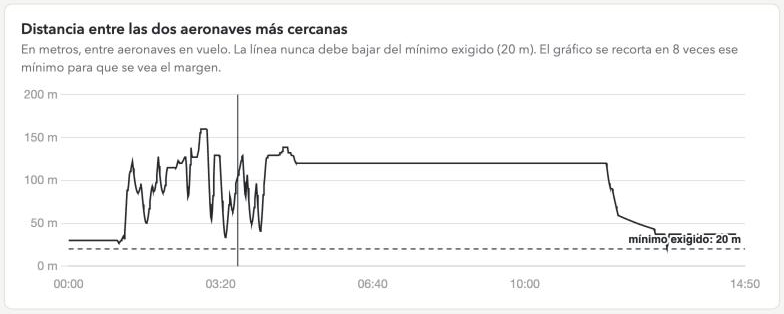 Distancia entre las dos aeronaves más cercanas
En metros, entre aeronaves en vuelo. La línea nunca debe bajar del mínimo exigido (20 m). El gráfico se recorta en 8 veces ese
mínimo para que se vea el margen.
200 m
150 m
100 m
50 m
mínimo exigido: 20 m
0 m
00:00
03:20
06:40
10:00
14:50